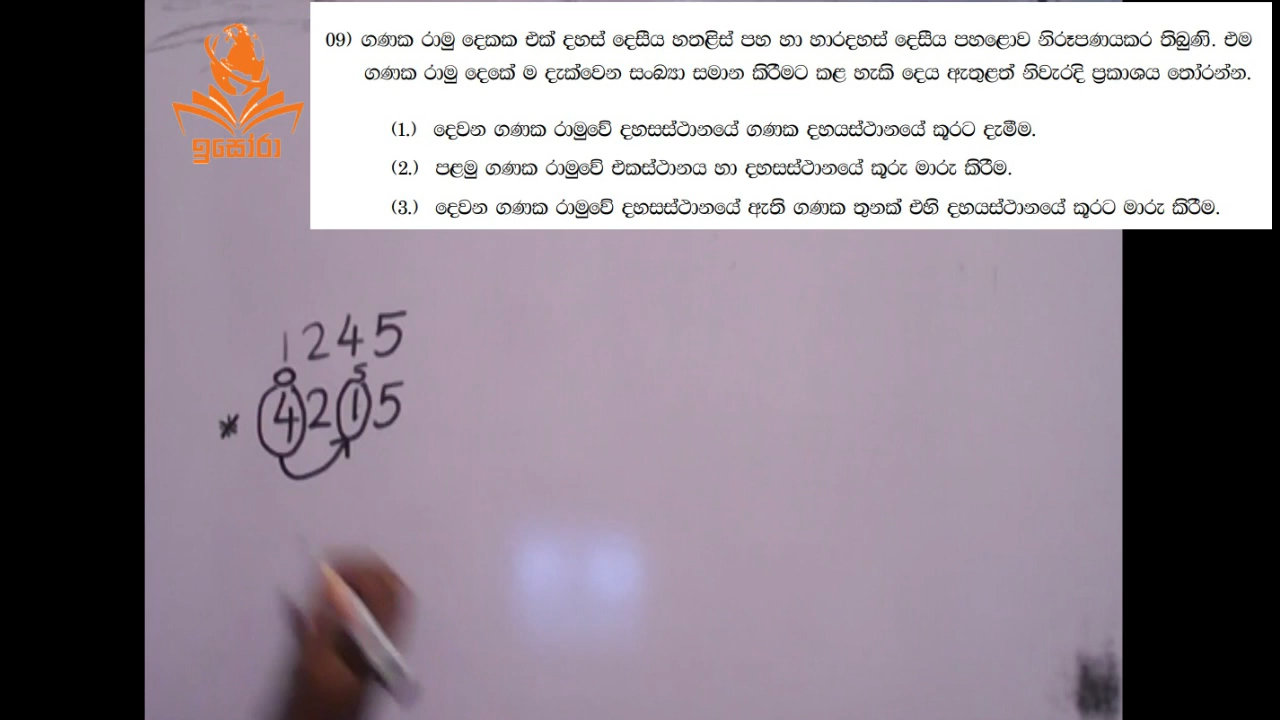 ඉසෝරා
09) ගණක රාමු දෙකක එක් දහස් දෙසීය හතළිස් පහ හා හාරදහස් දෙසීය පහළොව නිරූපණයකර තිබුණි. එම
ගණක රාමු දෙකේ ම දැක්වෙන සංඛ්‍යා සමාන කිරීමට කළ හැකි දෙය ඇතුළත් නිවැරදි ප්‍රකාශය තෝරන්න.
(1.) දෙවන ගණක රාමුවේ දහසස්ථානයේ ගණක දහයස්ථානයේ කූරට දැමීම.
(2.) පළමු ගණක රාමුවේ එකස්ථානය හා දහසස්ථානයේ කූරු මාරු කිරීම.
(3.) දෙවන ගණක රාමුවේ දහසස්ථානයේ ඇති ගණක තුනක් එහි දහයස්ථානයේ කූරට මාරු කිරීම.
1245
0 5
* 4215